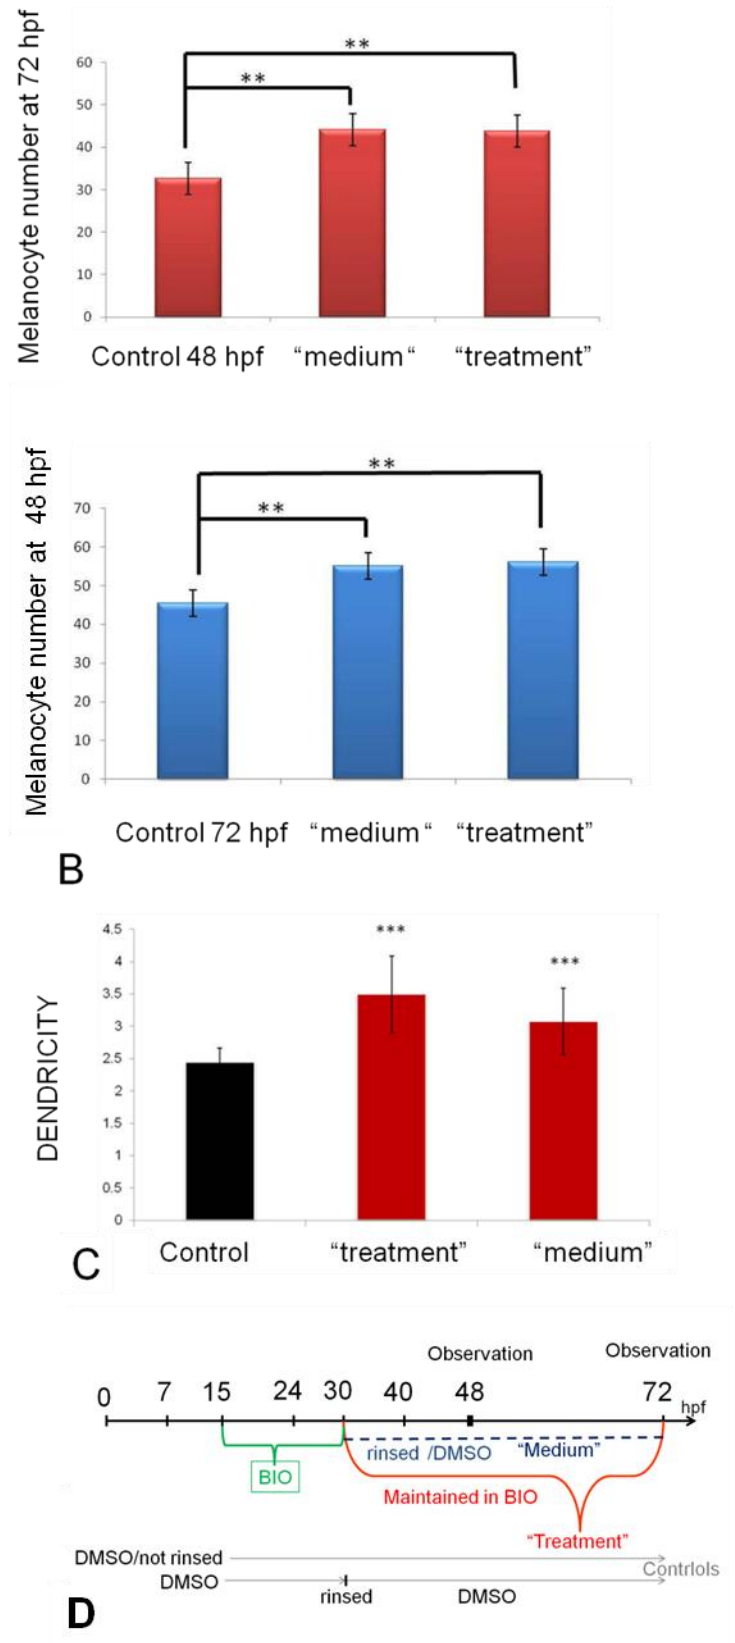 Melanocyte number at 72 hpf
**
**
60
50
40
30
20
10
0
Control 48 hpf “medium “ “treatment”
Melanocyte number at 48 hpf
**
**
70
60
50
40
30
20
10
0
Control 72 hpf “medium “ “treatment”
B
DENDRICITY
4.5
4
3.5
3
2.5
2
1.5
1
0.5
0
***
***
Control “treatment” “medium”
C
Observation Observation
0 7 15 24 30 40 48 72 hpf
rinsed /DMSO “Medium”
BIO
Maintained in BIO
“Treatment”
DMSO/not rinsed
Contrlols
DMSO
rinsed DMSO
D